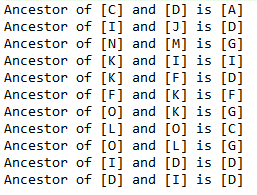 Ancestor of [C] and [D] is [A]
Ancestor of [I] and [J] is [D]
Ancestor of [N] and [M] is [G]
Ancestor of [K] and [I] is [I]
Ancestor of [K] and [F] is [D]
Ancestor of [F] and [K] is [F]
Ancestor of [O] and [K] is [G]
Ancestor of [L] and [O] is [C]
Ancestor of [O] and [L] is [G]
Ancestor of [I] and [D] is [D]
Ancestor of [D] and [I] is [D]